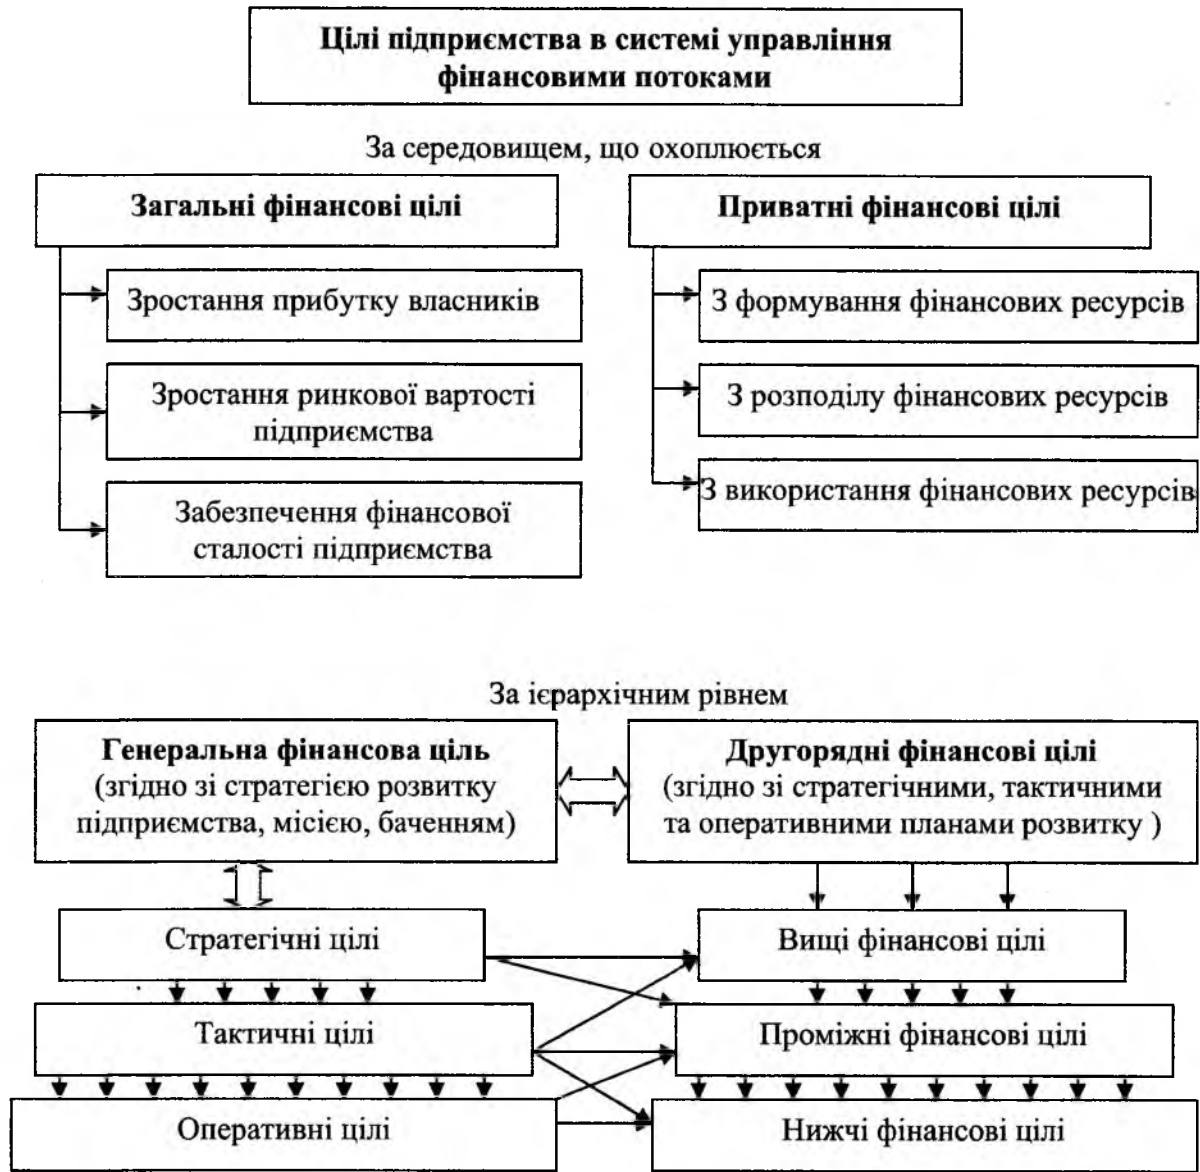 Цілі підприємства в системі управління
фінансовими потоками
За середовищем, що охоплюється
Загальні фінансові цілі
Зростання прибутку власників
Зростання ринкової вартості
підприємства
Забезпечення фінансової
сталості підприємства
Приватні фінансові цілі
З формування фінансових ресурсів
З розподілу фінансових ресурсів
З використання фінансових ресурсів
За ієрархічним рівнем
Генеральна фінансова ціль
(згідно зі стратегією розвитку
підприємства, місією, баченням)
Другорядні фінансові цілі
(згідно зі стратегічними, тактичними
та оперативними планами розвитку )
Стратегічні цілі
Вищі фінансові цілі
Тактичні цілі
Проміжні фінансові цілі
Оперативні цілі
Нижчі фінансові цілі